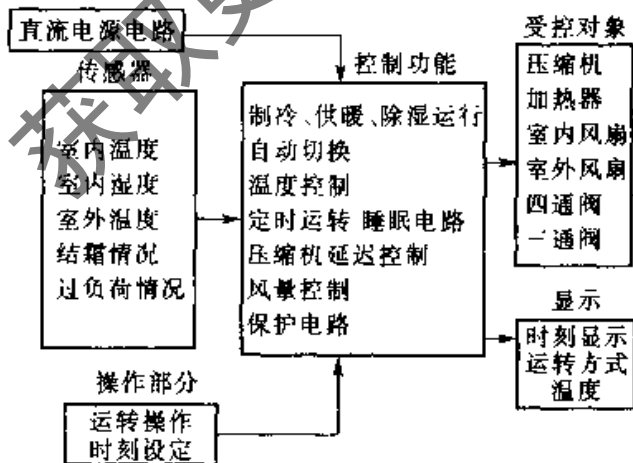 直流电源电路
传感器
室内温度
室内湿度
室外温度
结霜情况
过负荷情况
操作部分
运转操作
时刻设定
控制功能
制冷、供暖、除湿运行
自动切换
温度控制
定时运转 睡眠电路
压缩机延迟控制
风量控制
保护电路
受控对象
压缩机
加热器
室内风扇
室外风扇
四通阀
二通阀
显示
时刻显示
运转方式
温度
获取